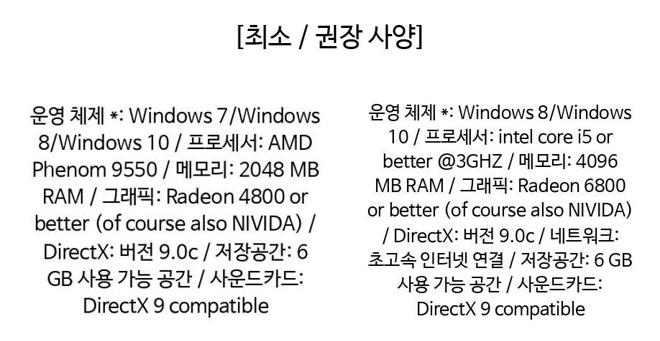 [최소 / 권장 사양]
운영 체제 *: Windows 7/Windows
8/Windows 10 / 프로세서: AMD
Phenom 9550 / 메모리: 2048 MB
RAM / 그래픽: Radeon 4800 or
better (of course also NIVIDA) /
DirectX: 버전 9.0c / 저장공간: 6
GB 사용 가능 공간 / 사운드카드:
DirectX 9 compatible
운영 체제 *: Windows 8/Windows
10 / 프로세서: intel core i5 or
better @3GHZ / 메모리: 4096
MB RAM / 그래픽: Radeon 6800
or better (of course also NIVIDA)
/ DirectX: 버전 9.0c / 네트워크:
초고속 인터넷 연결 / 저장공간: 6 GB
사용 가능 공간 / 사운드카드:
DirectX 9 compatible